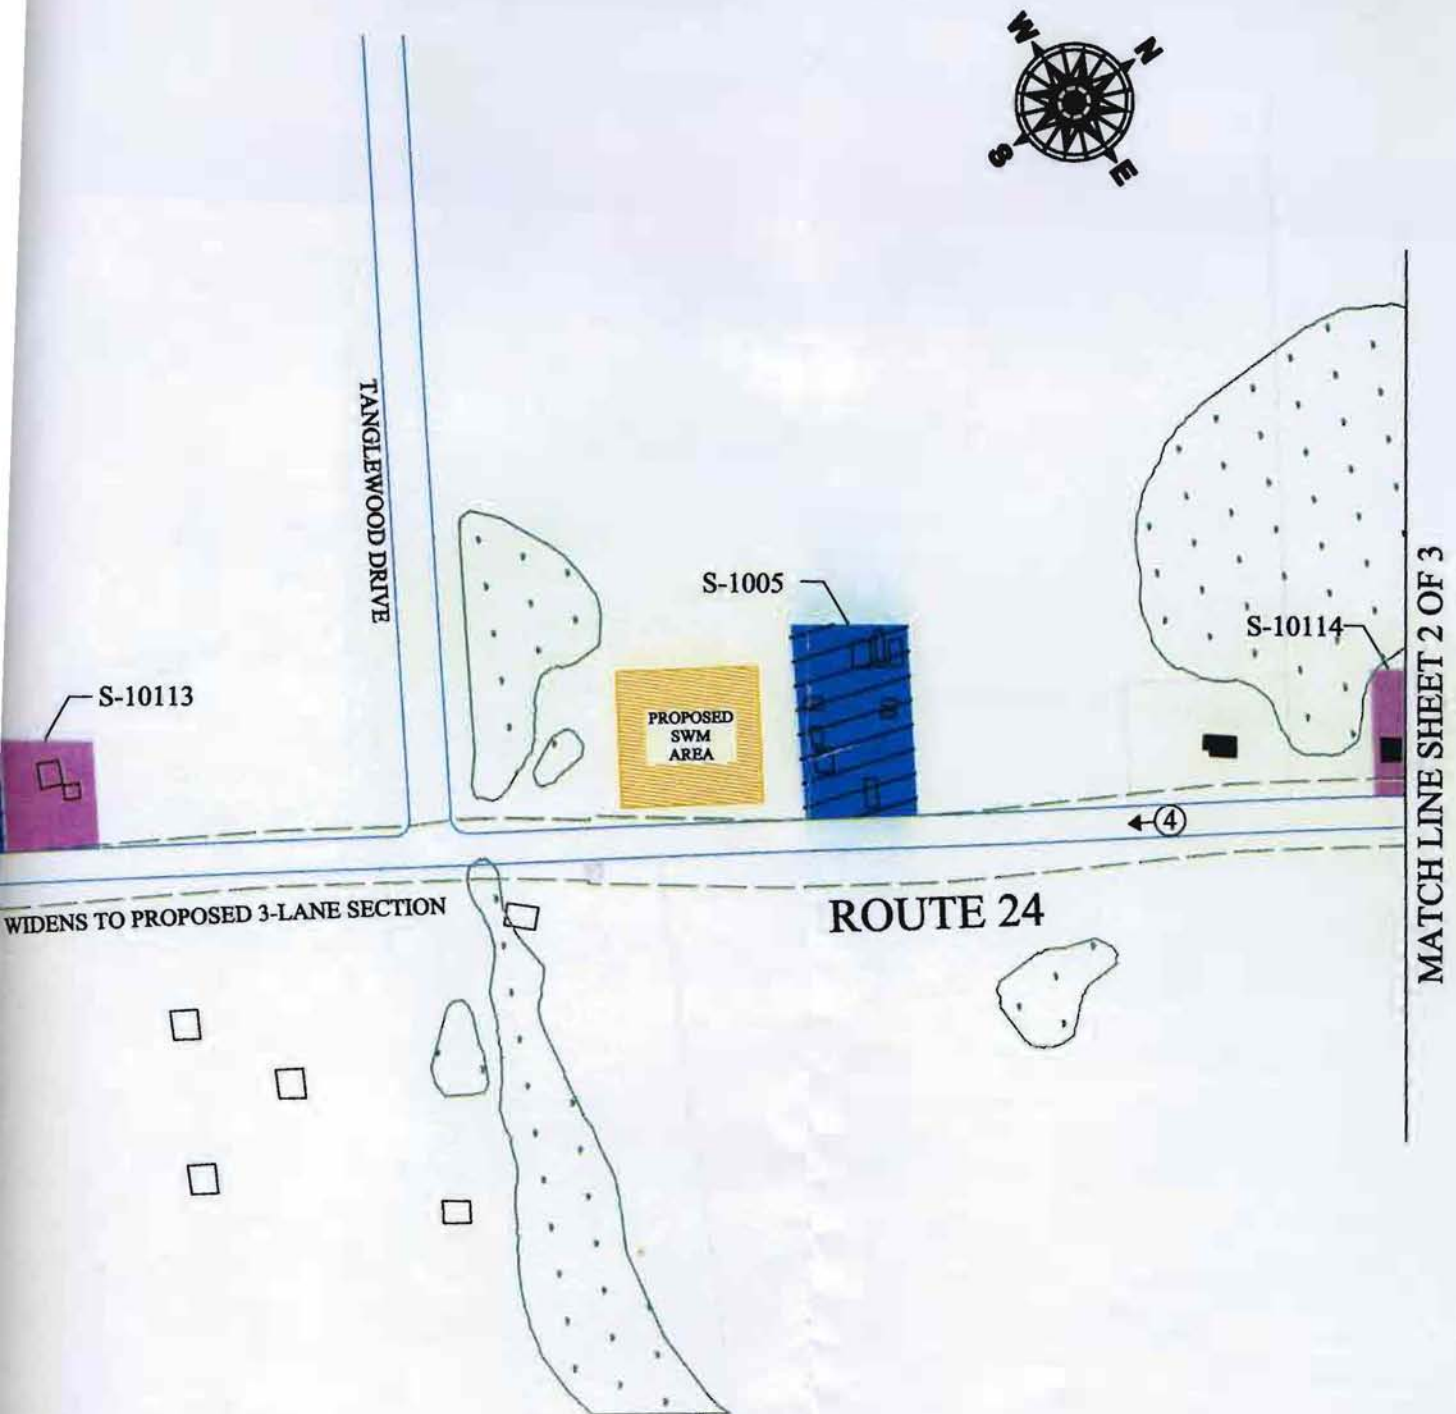 W
N
S
E
TANGLEWOOD DRIVE
S-1005
S-10114
S-10113
PROPOSED
SWM
AREA
4
WIDENS TO PROPOSED 3-LANE SECTION
ROUTE 24
MATCH LINE SHEET 2 OF 3